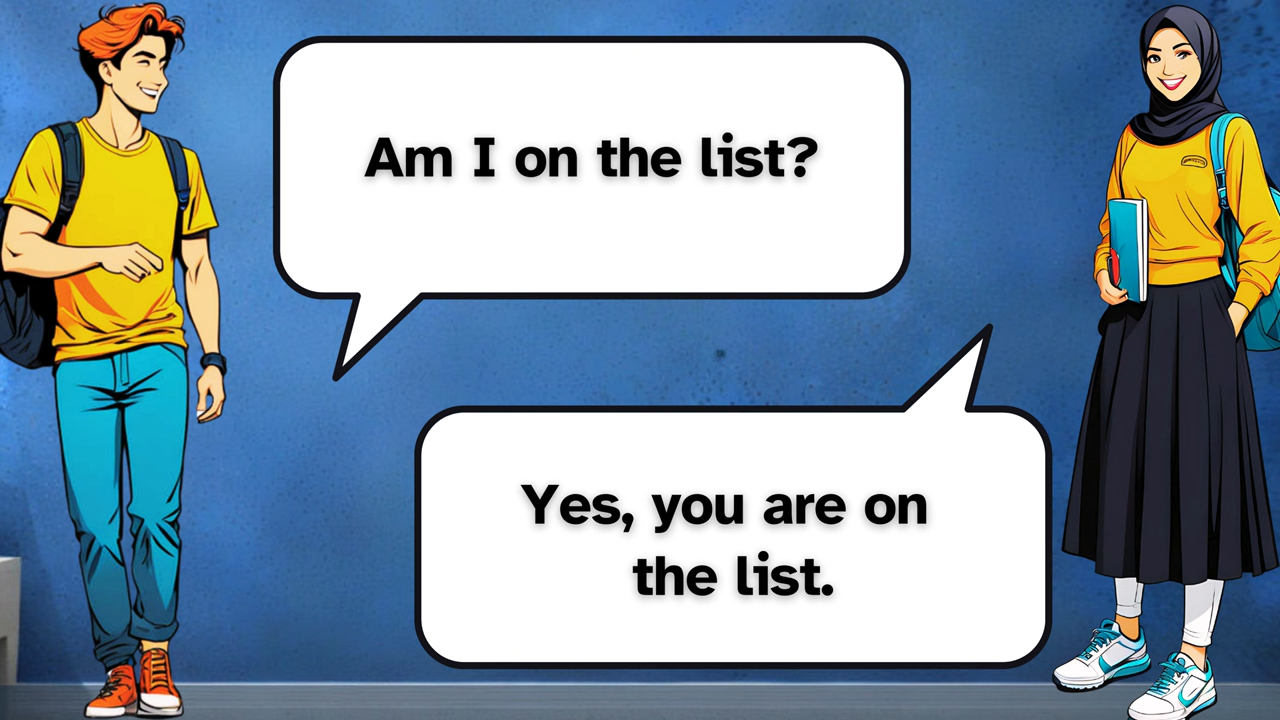 Am I on the list?
Yes, you are on
the list.